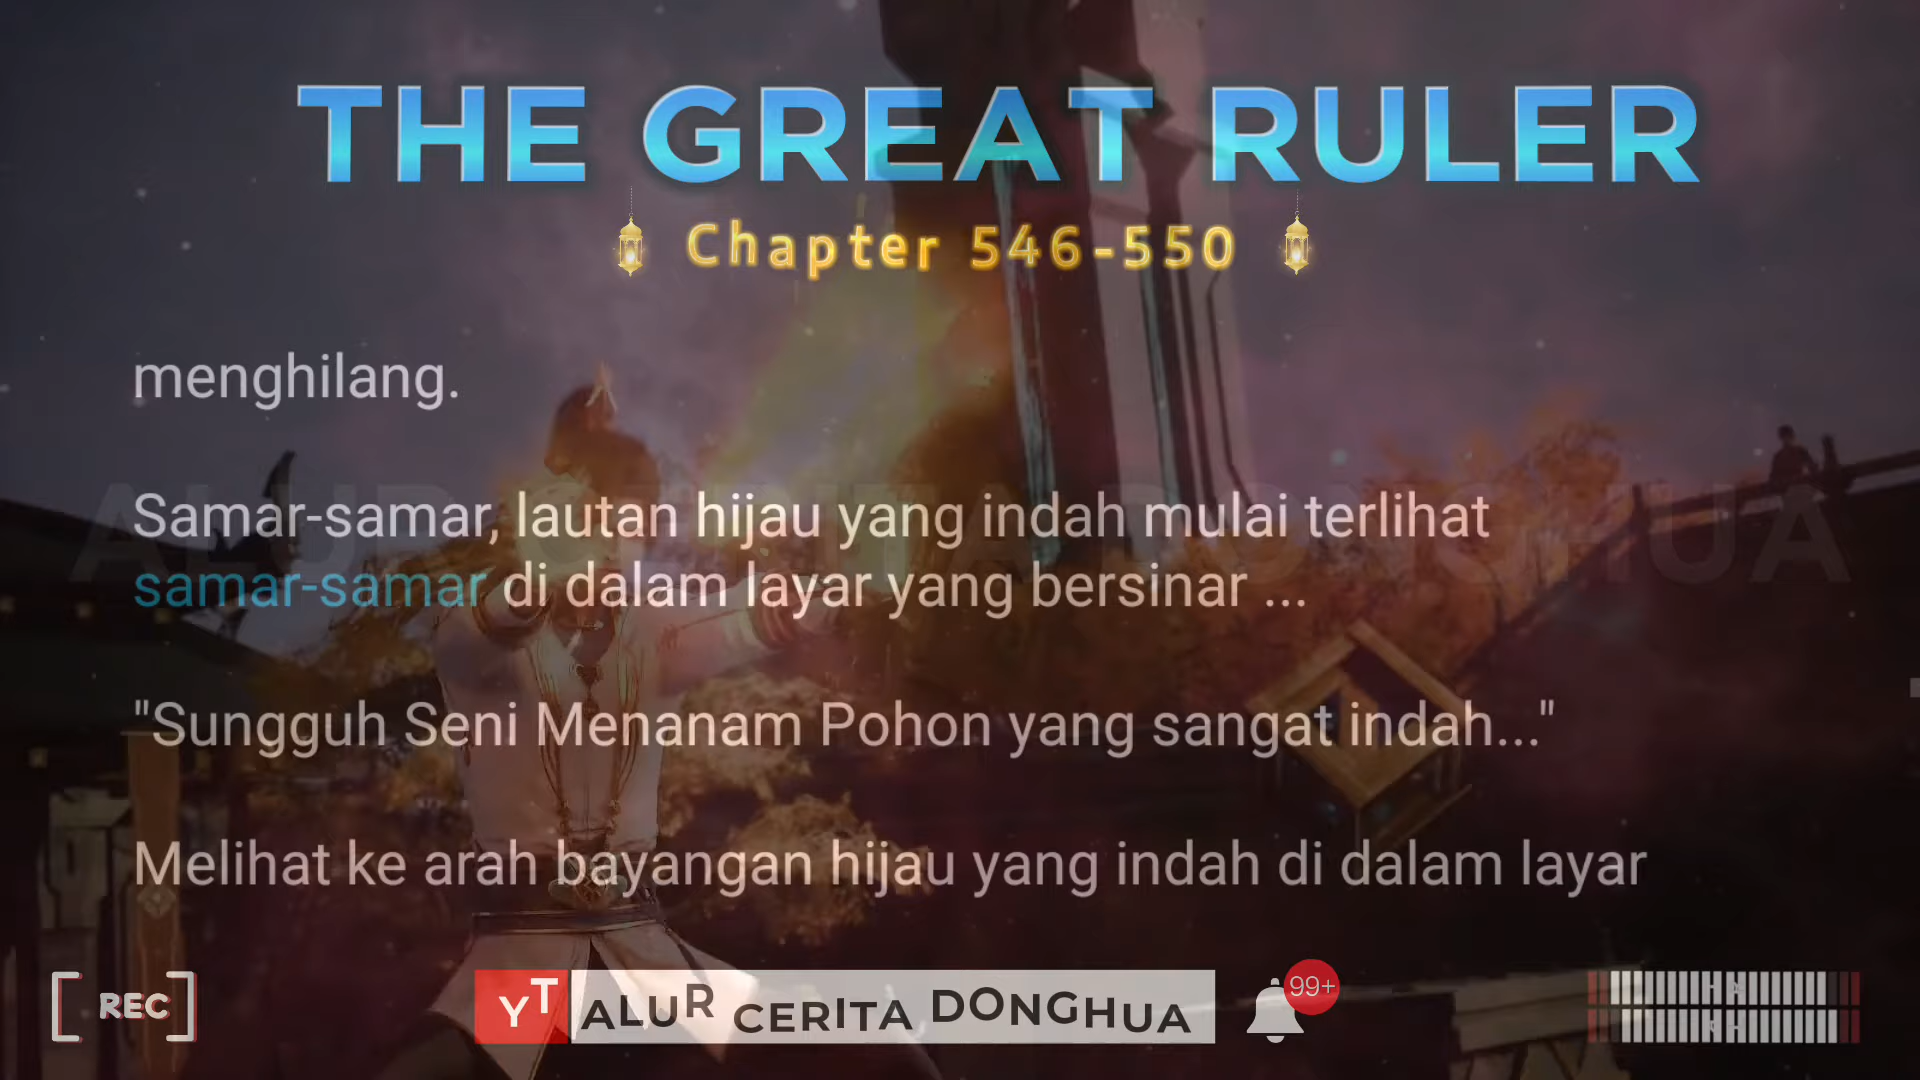 THE GREAT RULER
Chapter 546-550
menghilang.
Samar-samar, lautan hijau yang indah mulai terlihat
samar-samar di dalam layar yang bersinar ...
"Sungguh Seni Menanam Pohon yang sangat indah..."
Melihat ke arah bayangan hijau yang indah di dalam layar
REC
YT ALUR CERITA DONGHUA
99+